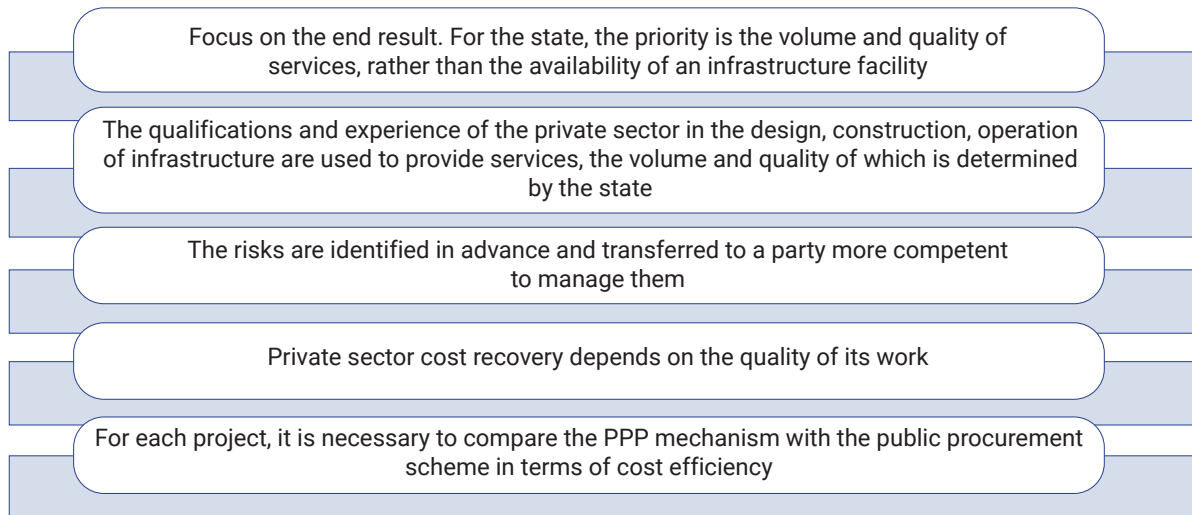 Focus on the end result. For the state, the priority is the volume and quality of
services, rather than the availability of an infrastructure facility
The qualifications and experience of the private sector in the design, construction, operation
of infrastructure are used to provide services, the volume and quality of which is determined
by the state
The risks are identified in advance and transferred to a party more competent
to manage them
Private sector cost recovery depends on the quality of its work
For each project, it is necessary to compare the PPP mechanism with the public procurement
scheme in terms of cost efficiency